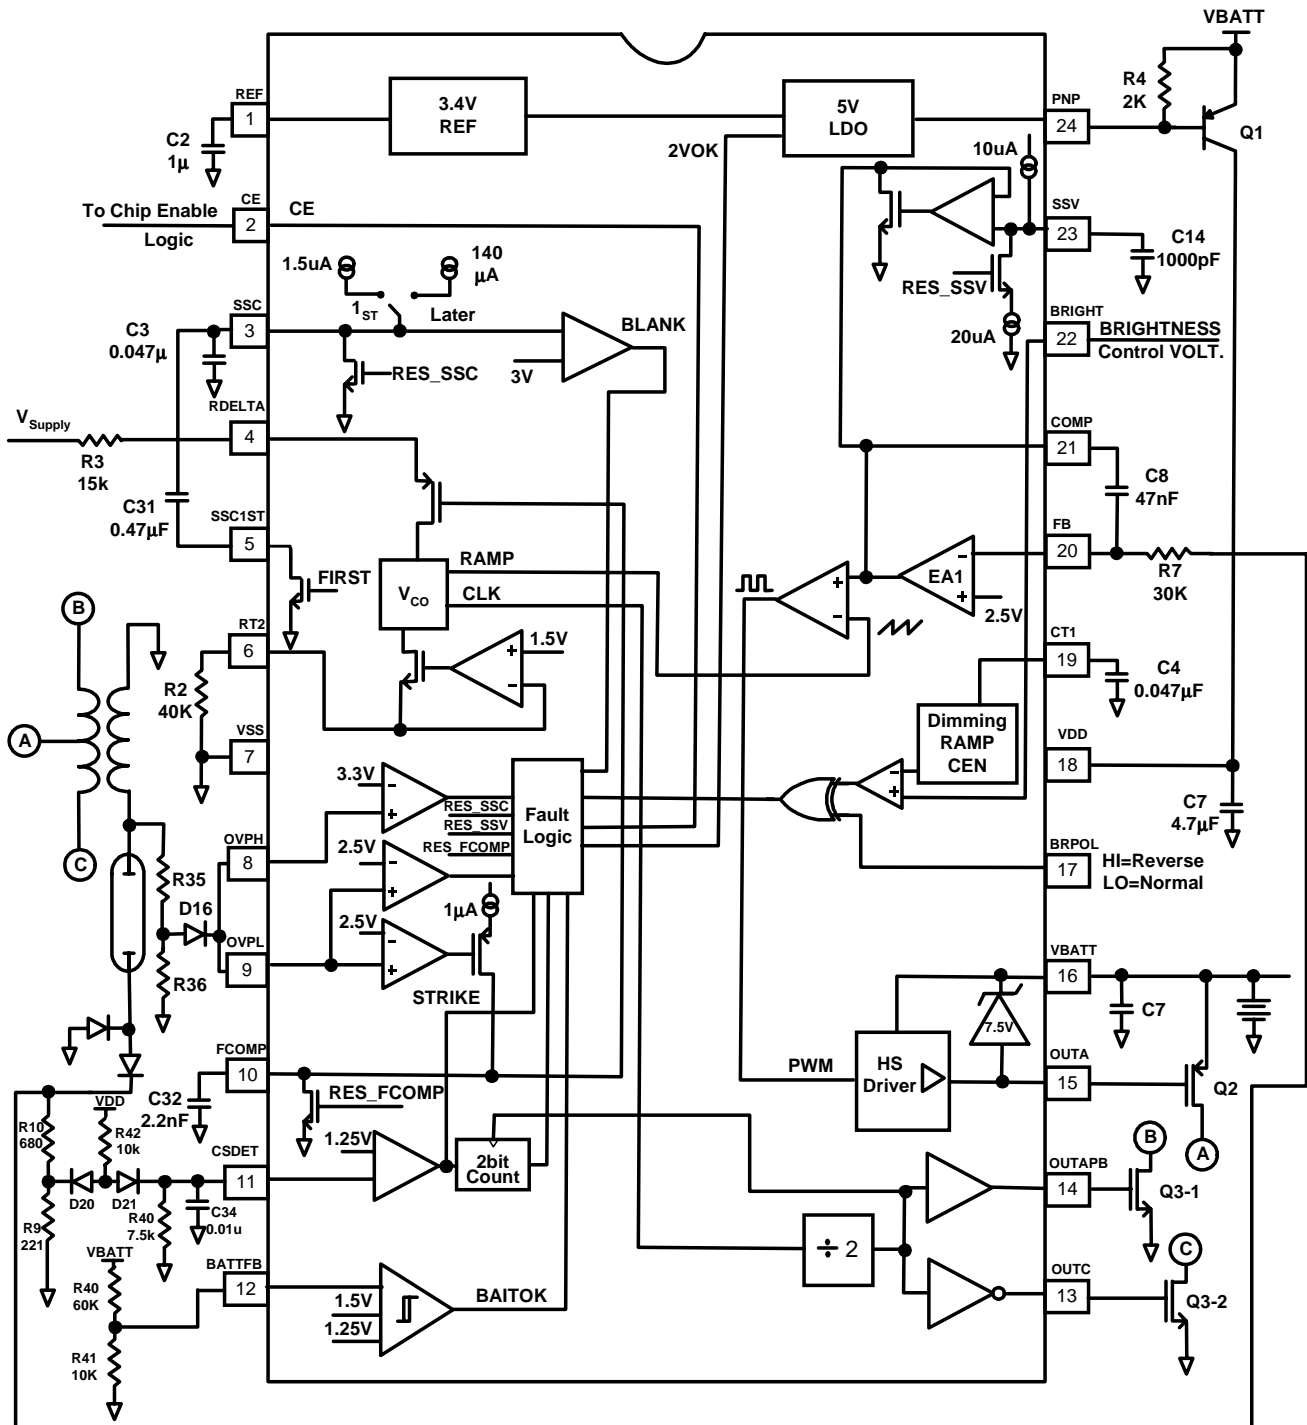 VBATT
REF
1
C2
1µ
3.4V
REF
5V
LDO
PNP
24
R4
2K
Q1
2VOK
10uA
CE
2
To Chip Enable
Logic
CE
SSV
23
C14
1000pF
RES_SSV
20uA
1.5uA
140
µA
1ST
Later
SSC
3
C3
0.047µ
BLANK
3V
RES_SSC
BRIGHT
22
BRIGHTNESS
Control VOLT.
VSupply
R3
15k
RDELTA
4
COMP
21
C8
47nF
C31
0.47µF
SSC1ST
5
FIRST
FB
20
R7
30K
RAMP
VCO
CLK
+
−
−
EA1
+
2.5V
B
RT2
6
+
1.5V
−
CT1
19
C4
0.047µF
R2
40K
A
VSS
7
Dimming
RAMP
CEN
VDD
18
C7
4.7µF
3.3V
−
+
RES_SSC
RES_SSV
RES_FCOMP
Fault
Logic
−
+
OVPH
8
C
R35
D16
2.5V
−
+
BRPOL
17
HI=Reverse
LO=Normal
1µA
OVPL
9
R36
2.5V
−
+
STRIKE
VBATT
16
C7
7.5V
FCOMP
10
C32
2.2nF
RES_FCOMP
PWM
HS
Driver
OUTA
15
Q2
A
VDD
R10
680
R42
10k
CSDET
11
1.25V
2bit
Count
B
OUTAPB
14
Q3-1
D20
D21
R9
221
R40
7.5k
C34
0.01u
÷ 2
C
OUTC
13
Q3-2
VBATT
R40
60K
BATTFB
12
1.5V
1.25V
BAITOK
R41
10K